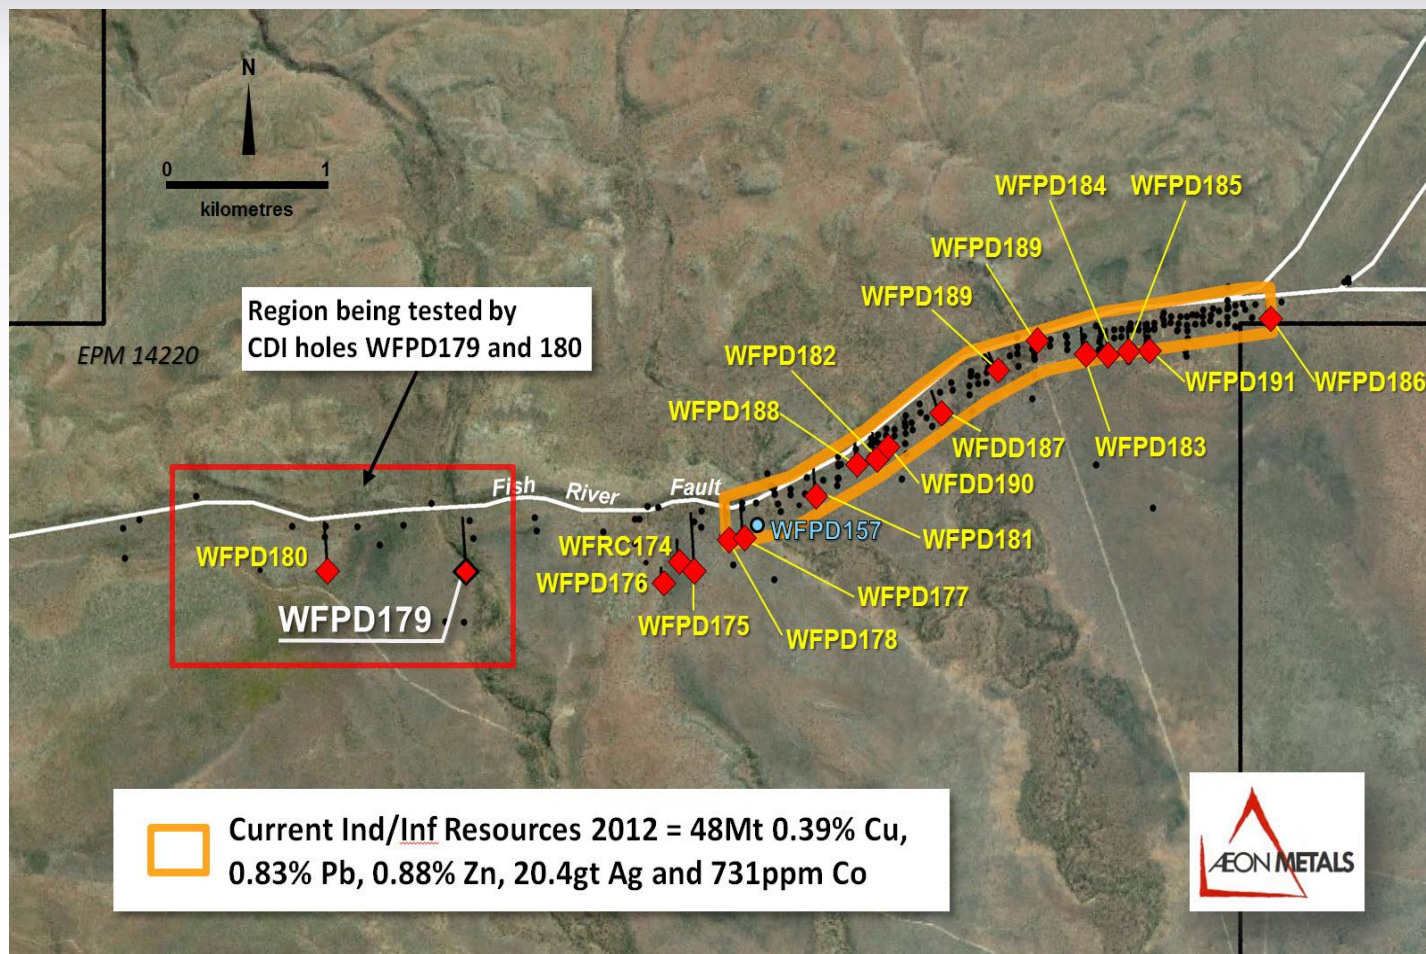 N
0 1
kilometres
WFPD184 WFPD185
WFPD189
WFPD189
Region being tested by
CDI holes WFPD179 and 180
EPM 14220
WFPD182
WFPD191 WFPD186
WFPD188
WFDD187 WFPD183
WFDD190
Fish River Fault
WFPD157
WFPD181
WFPD180
WFRC174
WFPD176
WFPD177
WFPD179
WFPD175
WFPD178
Current Ind/Inf Resources 2012 = 48Mt 0.39% Cu,
0.83% Pb, 0.88% Zn, 20.4gt Ag and 731ppm Co
ÆON METALS